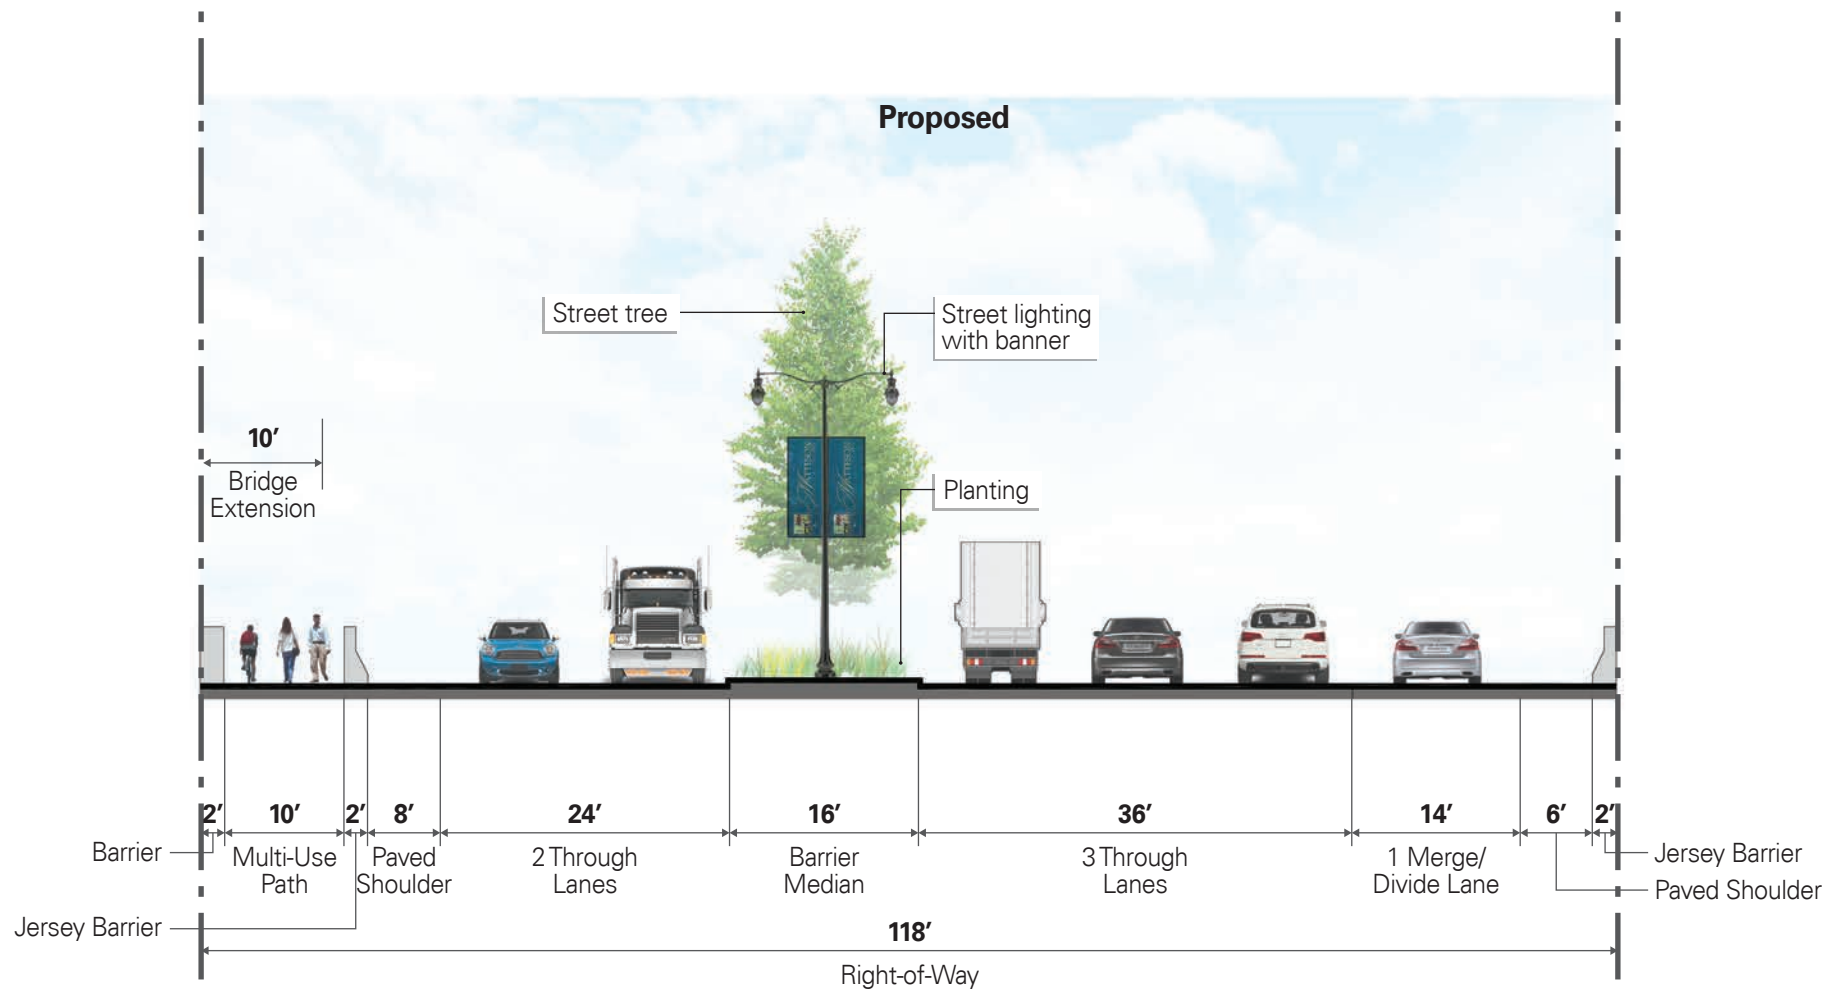 Proposed
Street tree
Street lighting
with banner
10′
Bridge
Extension
Planting
2′
10′
2′
8′
24′
16′
36′
14′
6′
2′
Barrier
Multi-Use
Path
Paved
Shoulder
2 Through
Lanes
Barrier
Median
3 Through
Lanes
1 Merge/
Divide Lane
Jersey Barrier
Paved Shoulder
Jersey Barrier
118′
Right-of-Way